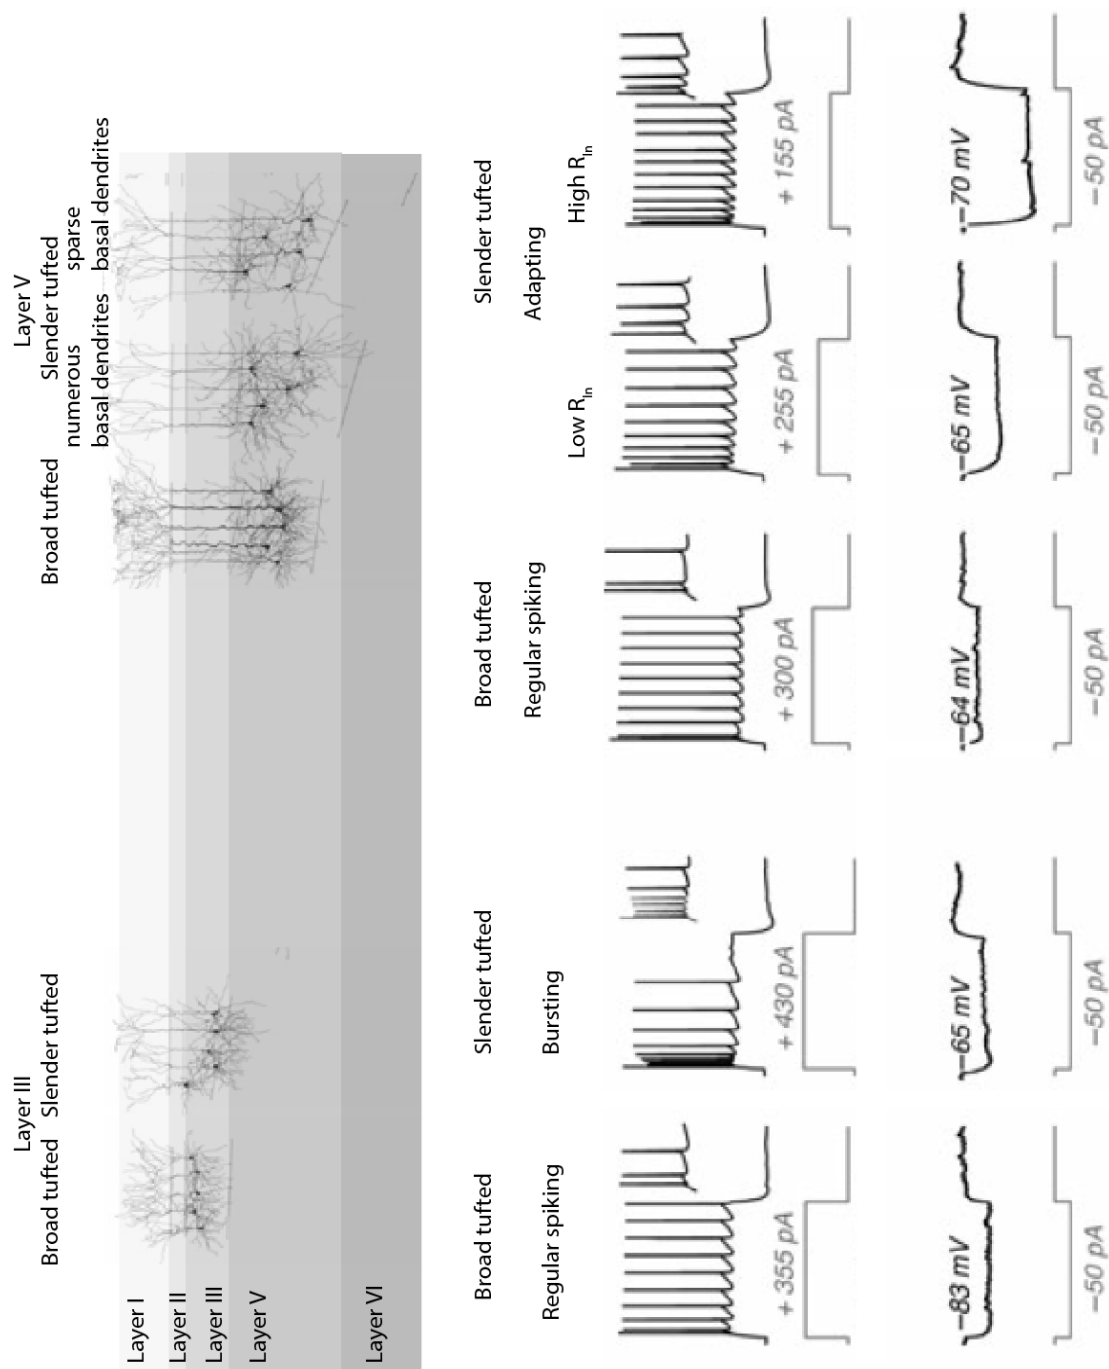 Layer III
Layer V
Broad tufted
Slender tufted
Broad tufted
Slender tufted
numerous
basal dendrites
sparse
basal dendrites
Layer I
Layer II
Layer III
Layer V
Layer VI
Broad tufted
Slender tufted
Broad tufted
Slender tufted
Regular spiking
Bursting
Regular spiking
Adapting
Low RIn
High RIn
+355 pA
+430 pA
+300 pA
+255 pA
+155 pA
−83 mV
−65 mV
−64 mV
−65 mV
−70 mV
−50 pA
−50 pA
−50 pA
−50 pA
−50 pA